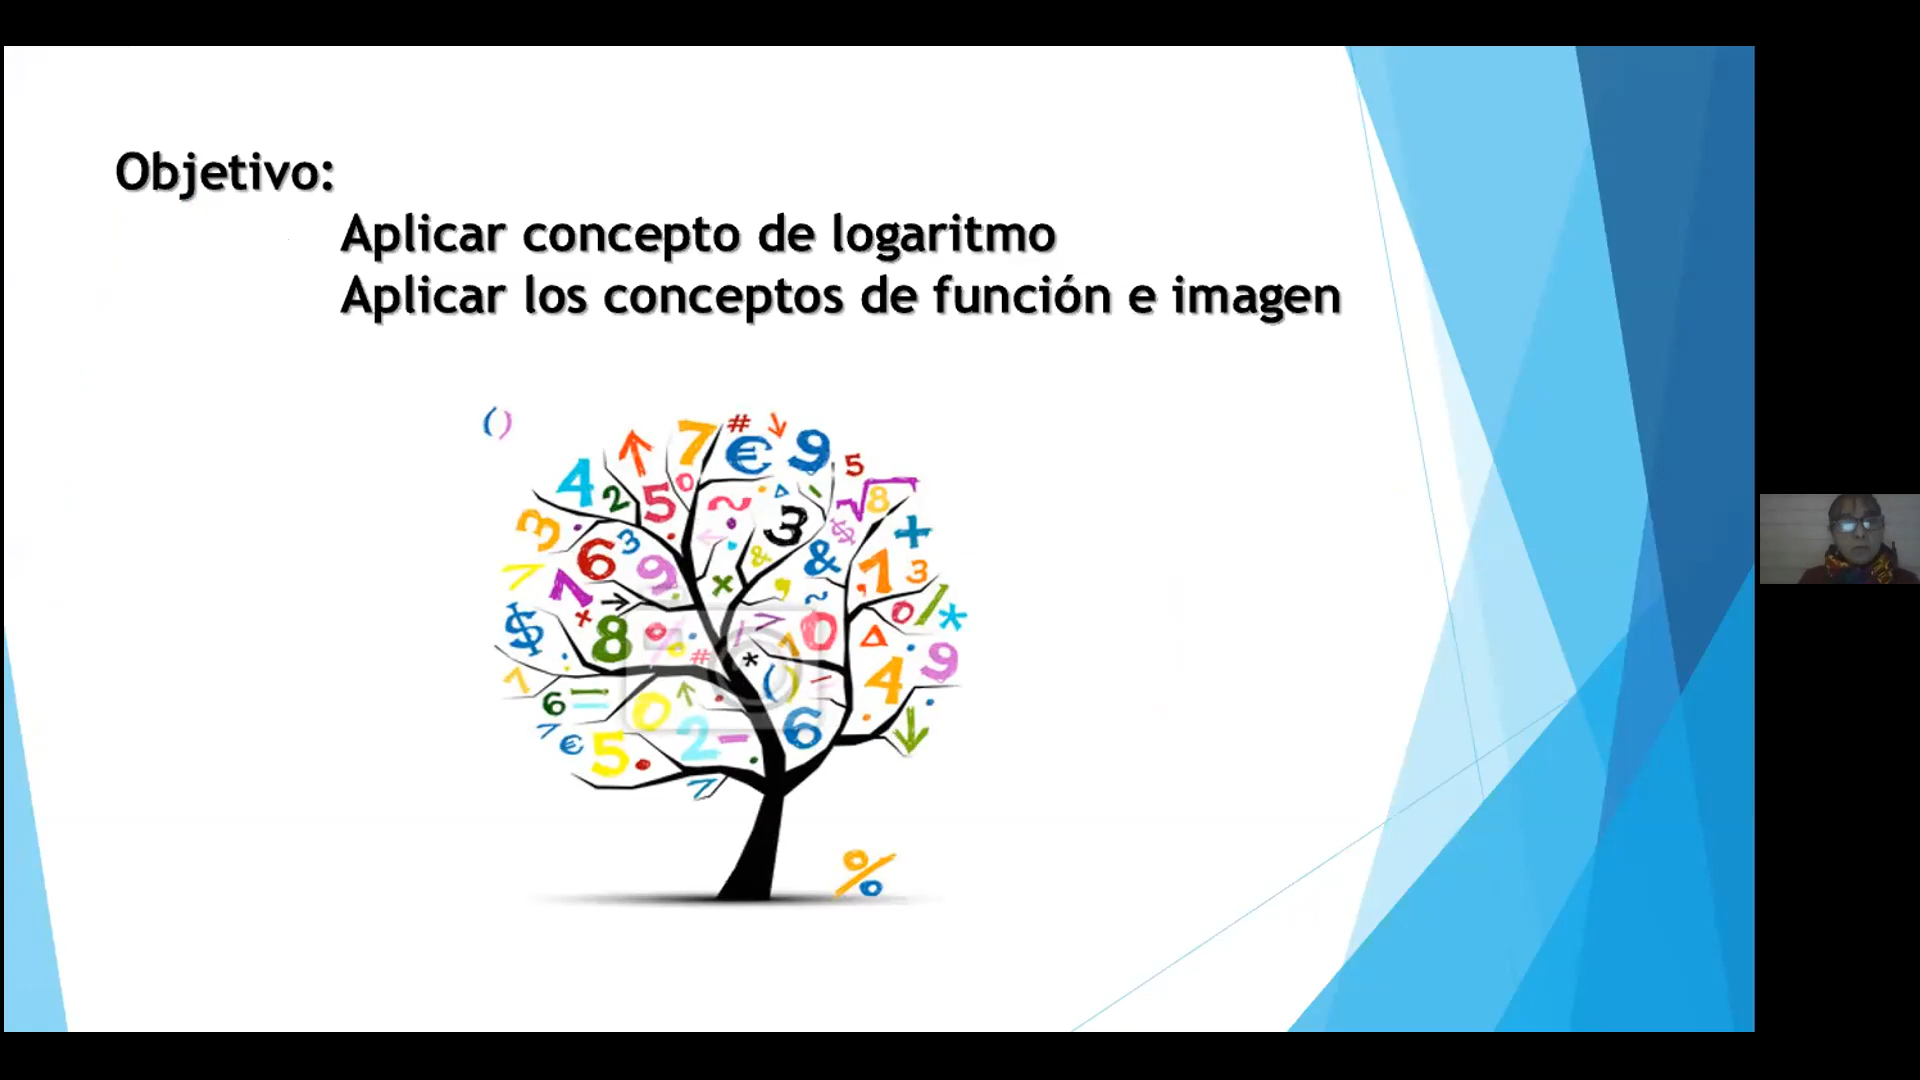 Objetivo:
Aplicar concepto de logaritmo
Aplicar los conceptos de función e imagen